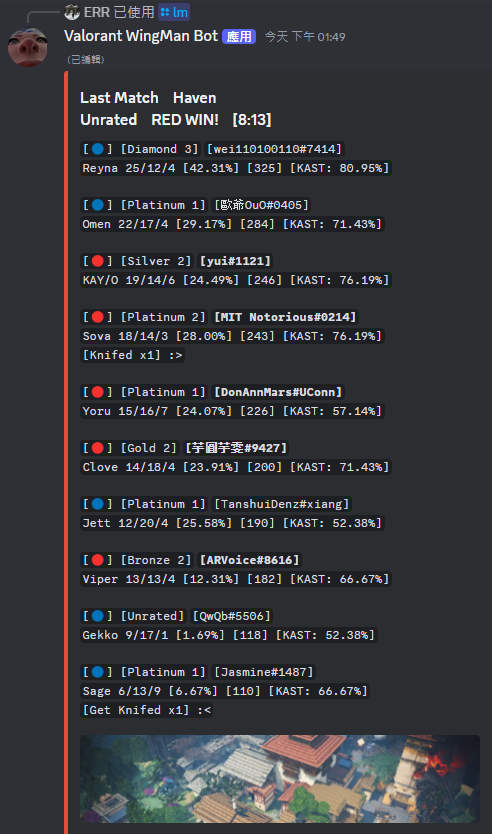 ERR 已使用 lm
Valorant WingMan Bot 應用 今天 下午 01:49
(已編輯)
Last Match Haven
Unrated RED WIN! [8:13]
[🔵] [Diamond 3] [wei110100110#7414]
Reyna 25/12/4 [42.31%] [325] [KAST: 80.95%]
[🔵] [Platinum 1] [歐爺OuO#0405]
Omen 22/17/4 [29.17%] [284] [KAST: 71.43%]
[🔴] [Silver 2] [yui#1121]
KAY/O 19/14/6 [24.49%] [246] [KAST: 76.19%]
[🔴] [Platinum 2] [MIT Notorious#0214]
Sova 18/14/3 [28.00%] [243] [KAST: 76.19%]
[Knifed x1] :>
[🔴] [Platinum 1] [DonAnnMars#UConn]
Yoru 15/16/7 [24.07%] [226] [KAST: 57.14%]
[🔴] [Gold 2] [芋圓芋雯#9427]
Clove 14/18/4 [23.91%] [200] [KAST: 71.43%]
[🔵] [Platinum 1] [TanshuiDenz#xiang]
Jett 12/20/4 [25.58%] [190] [KAST: 52.38%]
[🔴] [Bronze 2] [ARVoice#8616]
Viper 13/13/4 [12.31%] [182] [KAST: 66.67%]
[🔵] [Unrated] [QwQb#5506]
Gekko 9/17/1 [1.69%] [118] [KAST: 52.38%]
[🔵] [Platinum 1] [Jasmine#1487]
Sage 6/13/9 [6.67%] [110] [KAST: 66.67%]
[Get Knifed x1] :<